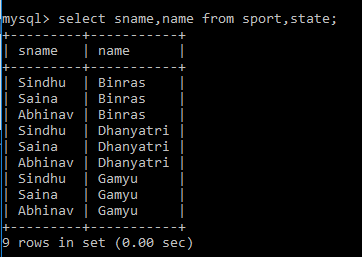 mysql> select sname,name from sport,state;
+---------+-----------+
| sname   | name      |
+---------+-----------+
| Sindhu  | Binras    |
| Saina   | Binras    |
| Abhinav | Binras    |
| Sindhu  | Dhanyatri |
| Saina   | Dhanyatri |
| Abhinav | Dhanyatri |
| Sindhu  | Gamyu     |
| Saina   | Gamyu     |
| Abhinav | Gamyu     |
+---------+-----------+
9 rows in set (0.00 sec)